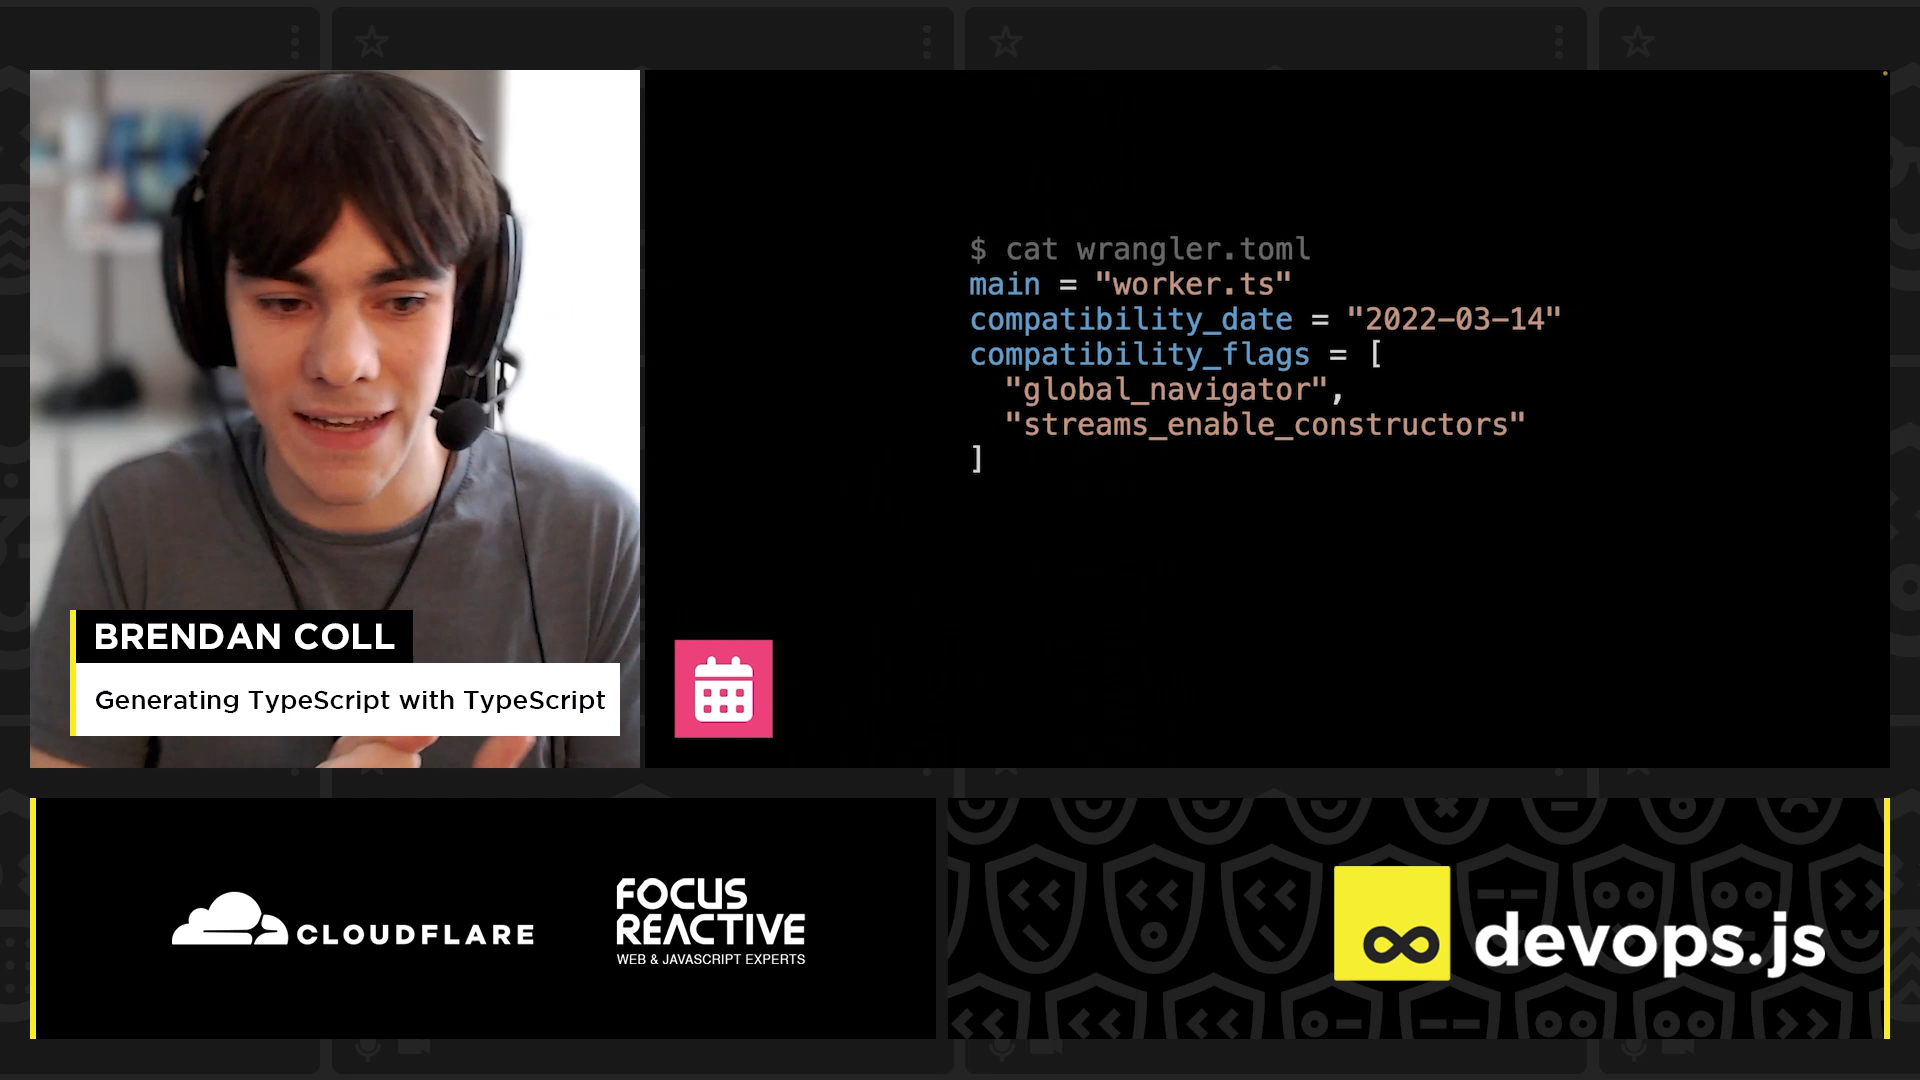 $ cat wrangler.toml
main = "worker.ts"
compatibility_date = "2022-03-14"
compatibility_flags = [
  "global_navigator",
  "streams_enable_constructors"
]
BRENDAN COLL
Generating TypeScript with TypeScript
CLOUDFLARE
FOCUS
REACTIVE
WEB & JAVASCRIPT EXPERTS
devops.js